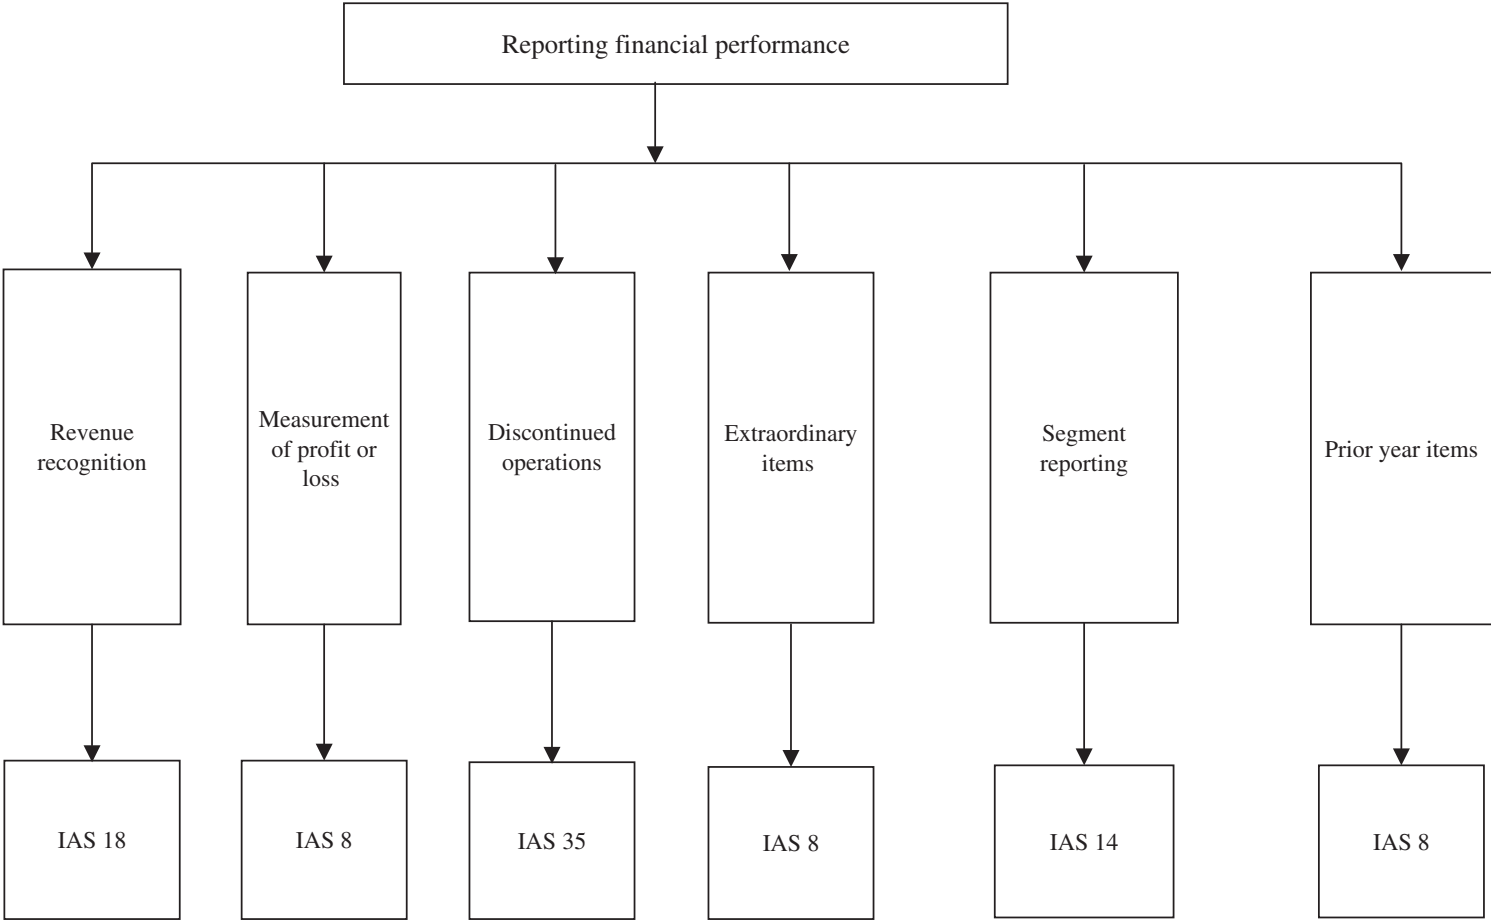 Reporting financial performance
Revenue
recognition
Measurement
of profit or
loss
Discontinued
operations
Extraordinary
items
Segment
reporting
Prior year items
IAS 18
IAS 8
IAS 35
IAS 8
IAS 14
IAS 8